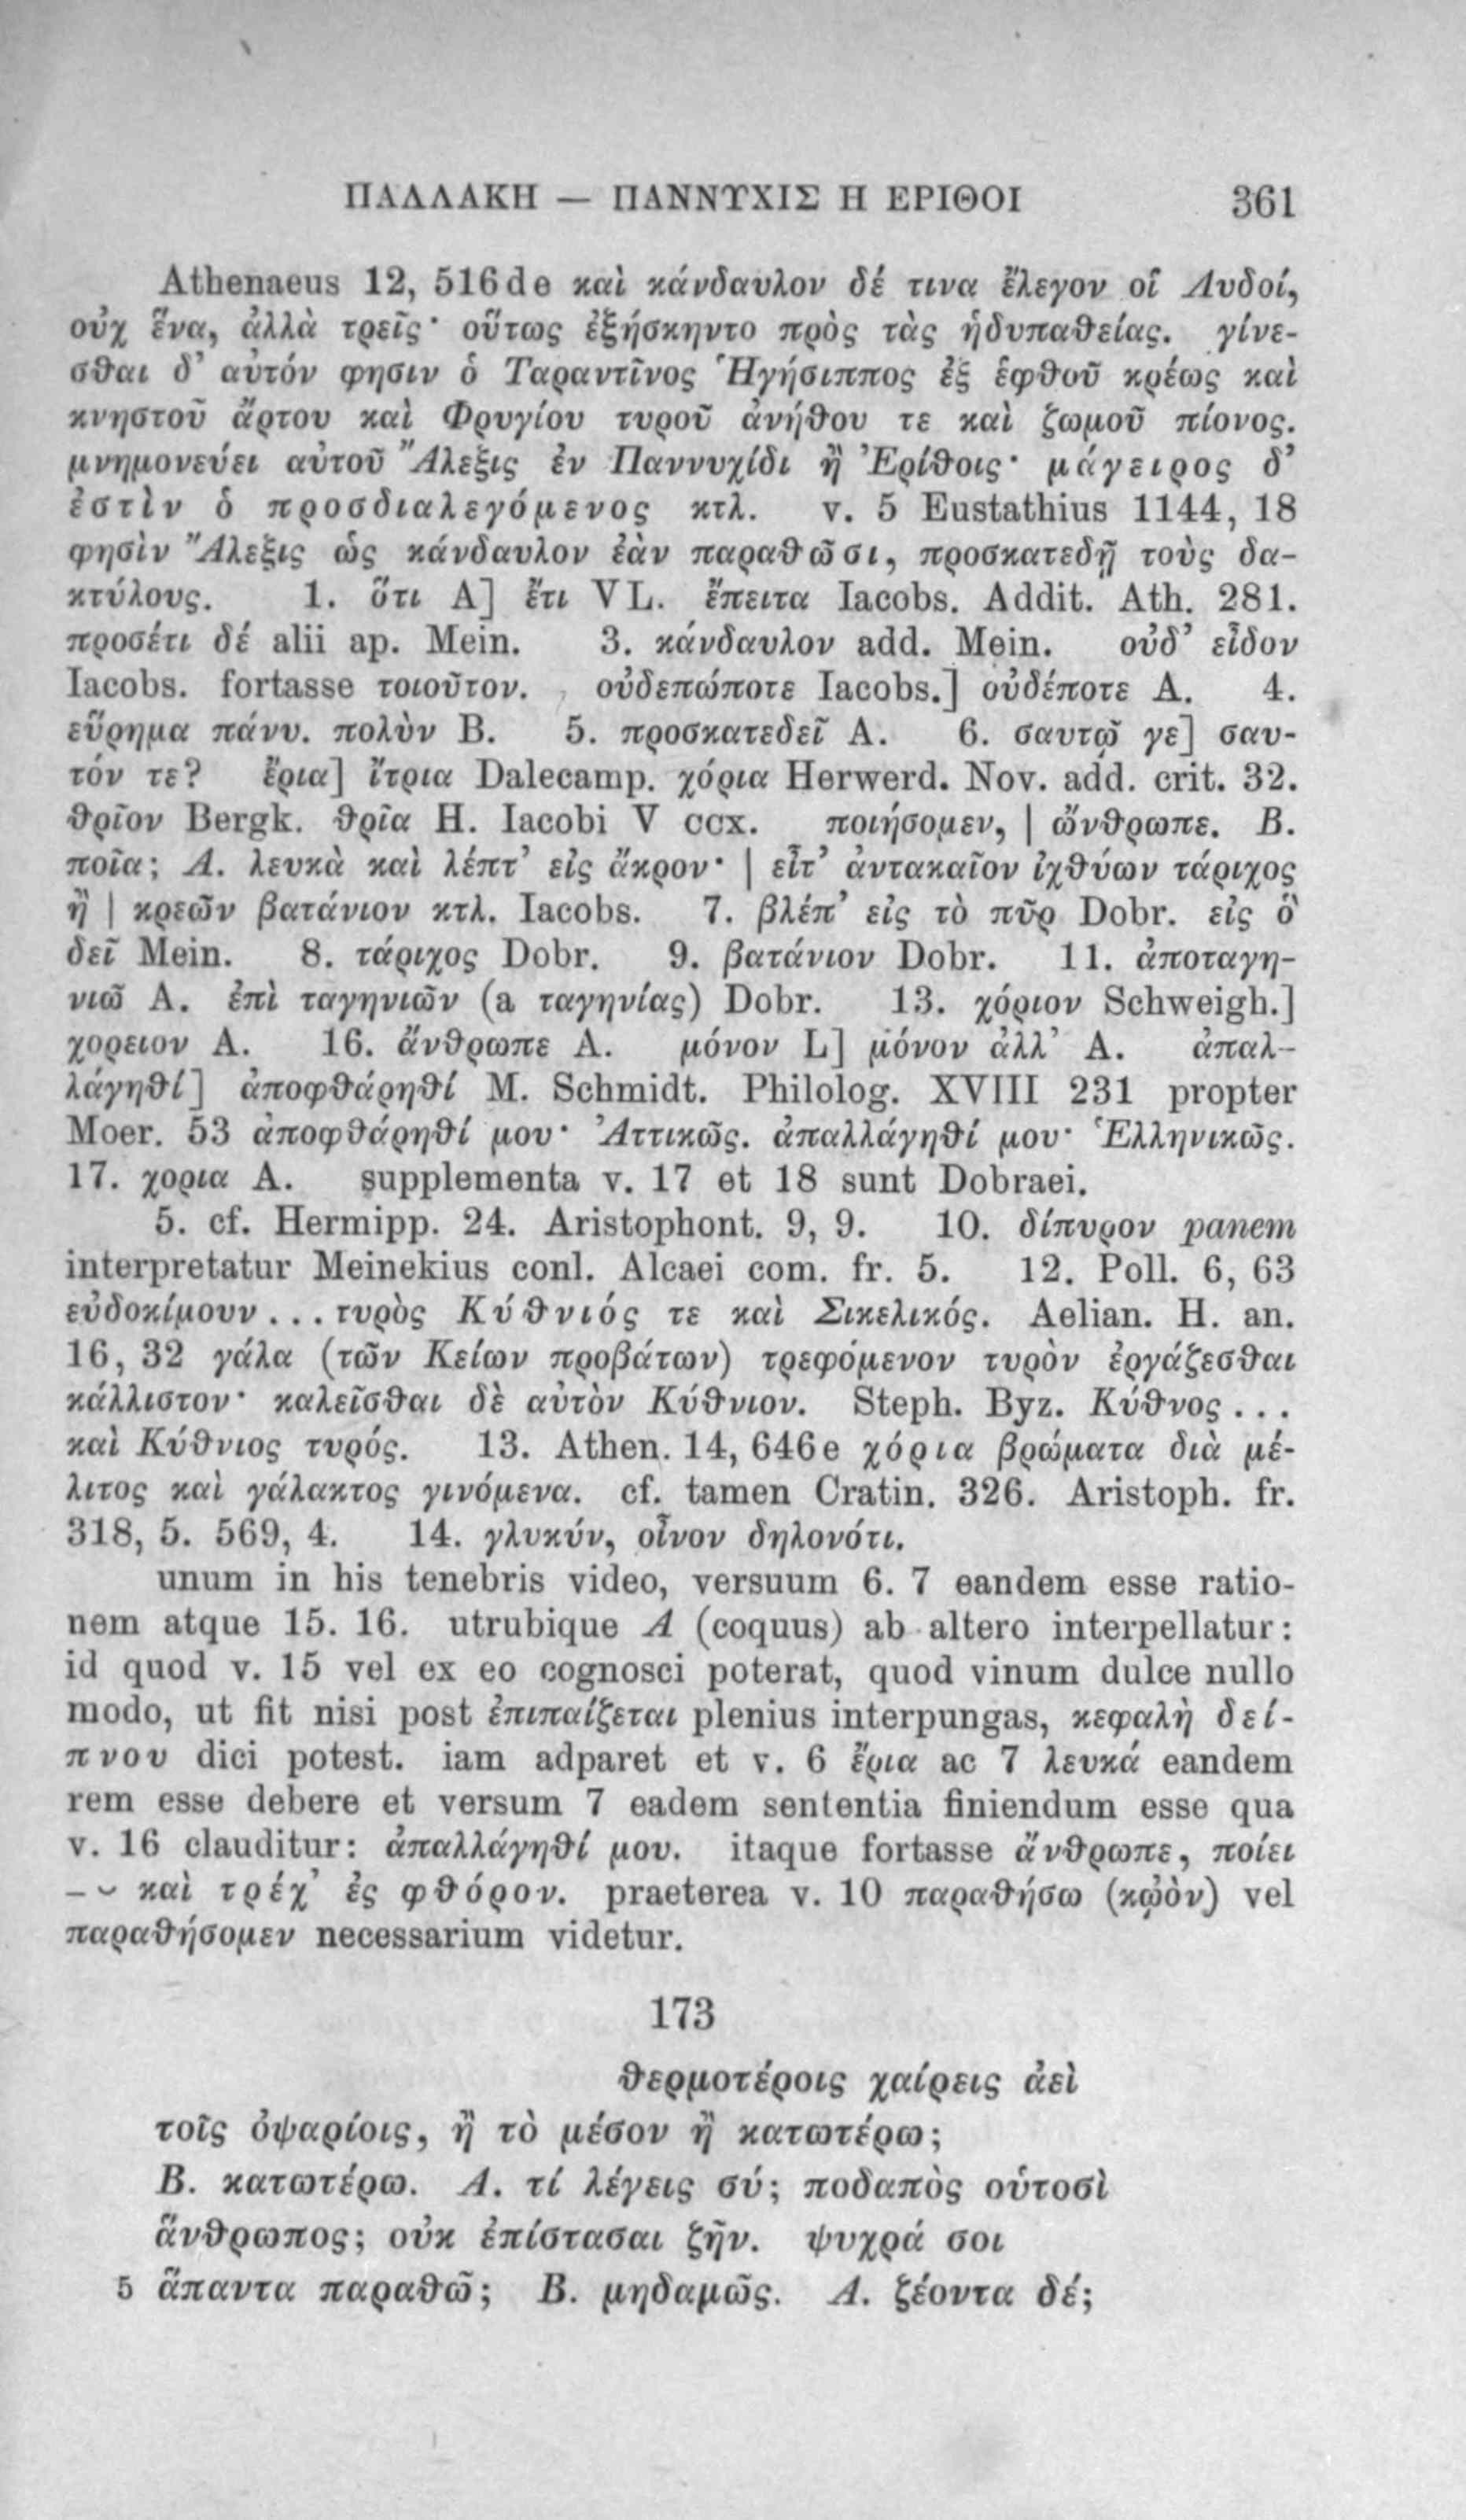 ΠΑΛΛΑΚΗ — ΠΑΝΝΥΧΙΣ Η ΕΡΙΘΟΙ 361
Athenaeus 12, 516de καὶ κάνδαυλον δέ τινα ἔλεγον οἱ Λυδοί,
οὐχ ἕνα, ἀλλὰ τρεῖς· οὕτως ἐξήσκηντο πρὸς τὰς ἡδυπαθείας. γίνε-
σθαι δ’ αὐτόν φησιν ὁ Ταραντῖνος Ἡγήσιππος ἐξ ἑφθοῦ κρέως καὶ
κνηστοῦ ἄρτου καὶ Φρυγίου τυροῦ ἀνήθου τε καὶ ζωμοῦ πίονος.
μνημονεύει αὐτοῦ Ἄλεξις ἐν Παννυχίδι ἢ Ἐρίθοις· μάγειρος δ’
ἐστὶν ὁ προσδιαλεγόμενος κτλ. v. 5 Eustathius 1144, 18
φησὶν Ἄλεξις ὡς κάνδαυλον ἐὰν παραθῶσι, προσκατεδῇ τοὺς δα-
κτύλους. 1. ὅτι A] ἔτι VL. ἔπειτα Iacobs. Addit. Ath. 281.
προσέτι δέ alii ap. Mein. 3. κάνδαυλον add. Mein. οὐδ’ εἶδον
Iacobs. fortasse τοιοῦτον. οὐδεπώποτε Iacobs.] οὐδέποτε A. 4.
εὕρημα πάνυ. πολὺν B. 5. προσκατεδεῖ A. 6. σαυτῷ γε] σαυ-
τόν τε? ἔρια] ἴτρια Dalecamp. χόρια Herwerd. Nov. add. crit. 32.
θρῖον Bergk. θρῖα H. Iacobi V ccx. ποιήσομεν, | ὤνθρωπε. B.
ποῖα; A. λευκὰ καὶ λέπτ’ εἰς ἄκρον· | εἶτ’ ἀντακαῖον ἰχθύων τάριχος
ἢ | κρεῶν βατάνιον κτλ. Iacobs. 7. βλέπ’ εἰς τὸ πῦρ Dobr. εἰς ὃ
δεῖ Mein. 8. τάριχος Dobr. 9. βατάνιον Dobr. 11. ἀποταγη-
νιῶ A. ἐπὶ ταγηνιῶν (a ταγηνίας) Dobr. 13. χόριον Schweigh.]
χορειον A. 16. ἄνθρωπε A. μόνον L] μόνον ἀλλ’ A. ἀπαλ-
λάγηθί] ἀποφθάρηθί M. Schmidt. Philolog. XVIII 231 propter
Moer. 53 ἀποφθάρηθί μου· Ἀττικῶς. ἀπαλλάγηθί μου· Ἑλληνικῶς.
17. χορια A. supplementa v. 17 et 18 sunt Dobraei.
5. cf. Hermipp. 24. Aristophont. 9, 9. 10. δίπυρον panem
interpretatur Meinekius conl. Alcaei com. fr. 5. 12. Poll. 6, 63
εὐδοκίμουν . . . τυρὸς Κύθνιός τε καὶ Σικελικός. Aelian. H. an.
16, 32 γάλα (τῶν Κείων προβάτων) τρεφόμενον τυρὸν ἐργάζεσθαι
κάλλιστον· καλεῖσθαι δὲ αὐτὸν Κύθνιον. Steph. Byz. Κύθνος . . .
καὶ Κύθνιος τυρός. 13. Athen. 14, 646e χόρια βρώματα διὰ μέ-
λιτος καὶ γάλακτος γινόμενα. cf. tamen Cratin. 326. Aristoph. fr.
318, 5. 569, 4. 14. γλυκύν, οἶνον δηλονότι.
unum in his tenebris video, versuum 6. 7 eandem esse ratio-
nem atque 15. 16. utrubique A (coquus) ab altero interpellatur:
id quod v. 15 vel ex eo cognosci poterat, quod vinum dulce nullo
modo, ut fit nisi post ἐπιπαίζεται plenius interpungas, κεφαλὴ δεί-
πνου dici potest. iam adparet et v. 6 ἔρια ac 7 λευκά eandem
rem esse debere et versum 7 eadem sententia finiendum esse qua
v. 16 clauditur: ἀπαλλάγηθί μου. itaque fortasse ἄνθρωπε, ποίει
– ⏑ καὶ τρέχ’ ἐς φθόρον. praeterea v. 10 παραθήσω (κᾠὸν) vel
παραθήσομεν necessarium videtur.
173
θερμοτέροις χαίρεις ἀεὶ
τοῖς ὀψαρίοις, ἢ τὸ μέσον ἢ κατωτέρω;
B. κατωτέρω. A. τί λέγεις σύ; ποδαπὸς οὑτοσὶ
ἄνθρωπος; οὐκ ἐπίστασαι ζῆν. ψυχρά σοι
5 ἅπαντα παραθῶ; B. μηδαμῶς. A. ζέοντα δέ;